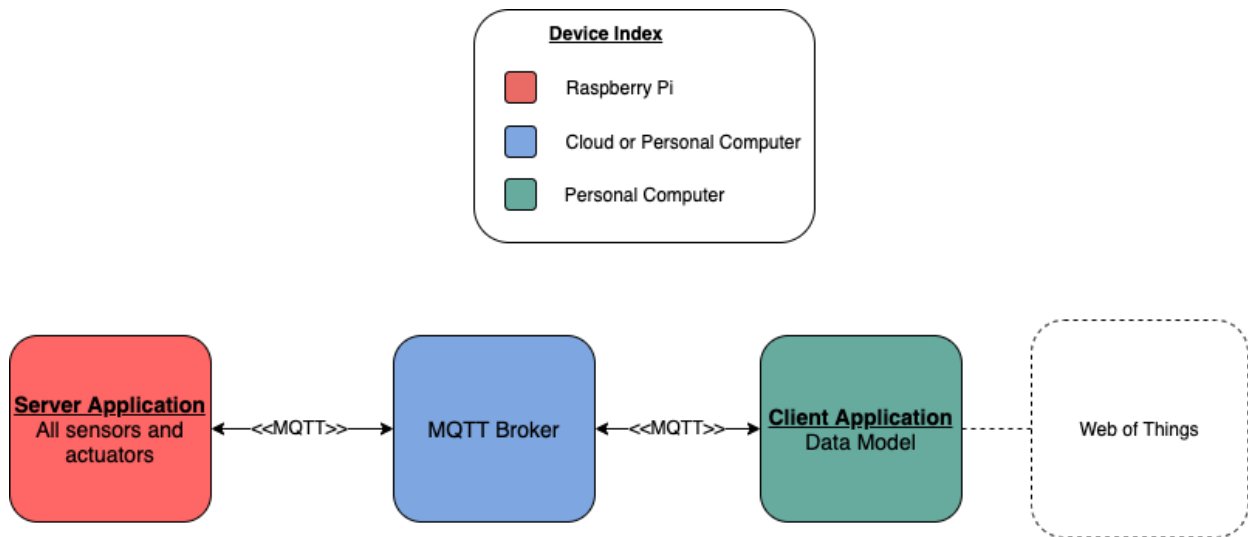 Device Index
Raspberry Pi
Cloud or Personal Computer
Personal Computer
Server Application
All sensors and
actuators
<<MQTT>>
MQTT Broker
<<MQTT>>
Client Application
Data Model
Web of Things